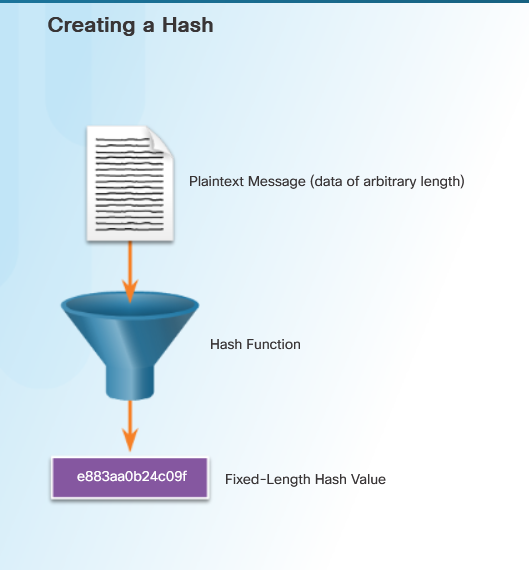 Creating a Hash
Plaintext Message (data of arbitrary length)
Hash Function
e883aa0b24c09f
Fixed-Length Hash Value